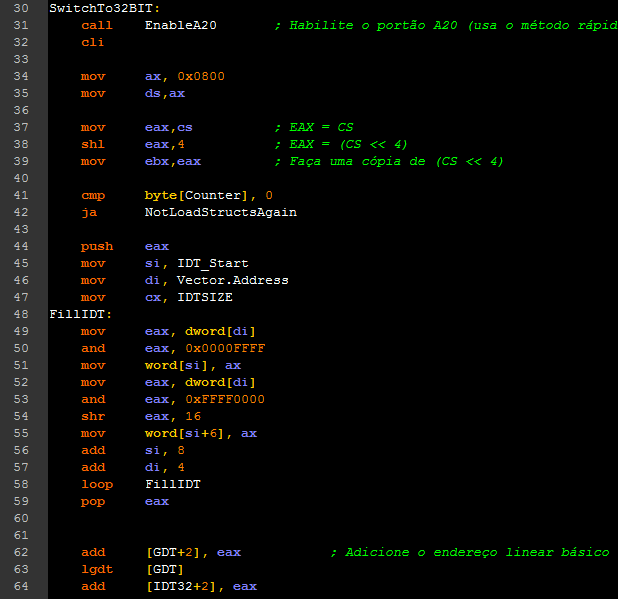 30 SwitchTo32BIT:
31 call EnableA20 ; Habilite o portão A20 (usa o método rápid
32 cli
33
34 mov ax, 0x0800
35 mov ds,ax
36
37 mov eax,cs ; EAX = CS
38 shl eax,4 ; EAX = (CS << 4)
39 mov ebx,eax ; Faça uma cópia de (CS << 4)
40
41 cmp byte[Counter], 0
42 ja NotLoadStructsAgain
43
44 push eax
45 mov si, IDT_Start
46 mov di, Vector.Address
47 mov cx, IDTSIZE
48 FillIDT:
49 mov eax, dword[di]
50 and eax, 0x0000FFFF
51 mov word[si], ax
52 mov eax, dword[di]
53 and eax, 0xFFFF0000
54 shr eax, 16
55 mov word[si+6], ax
56 add si, 8
57 add di, 4
58 loop FillIDT
59 pop eax
60
61
62 add [GDT+2], eax ; Adicione o endereço linear básico
63 lgdt [GDT]
64 add [IDT32+2], eax